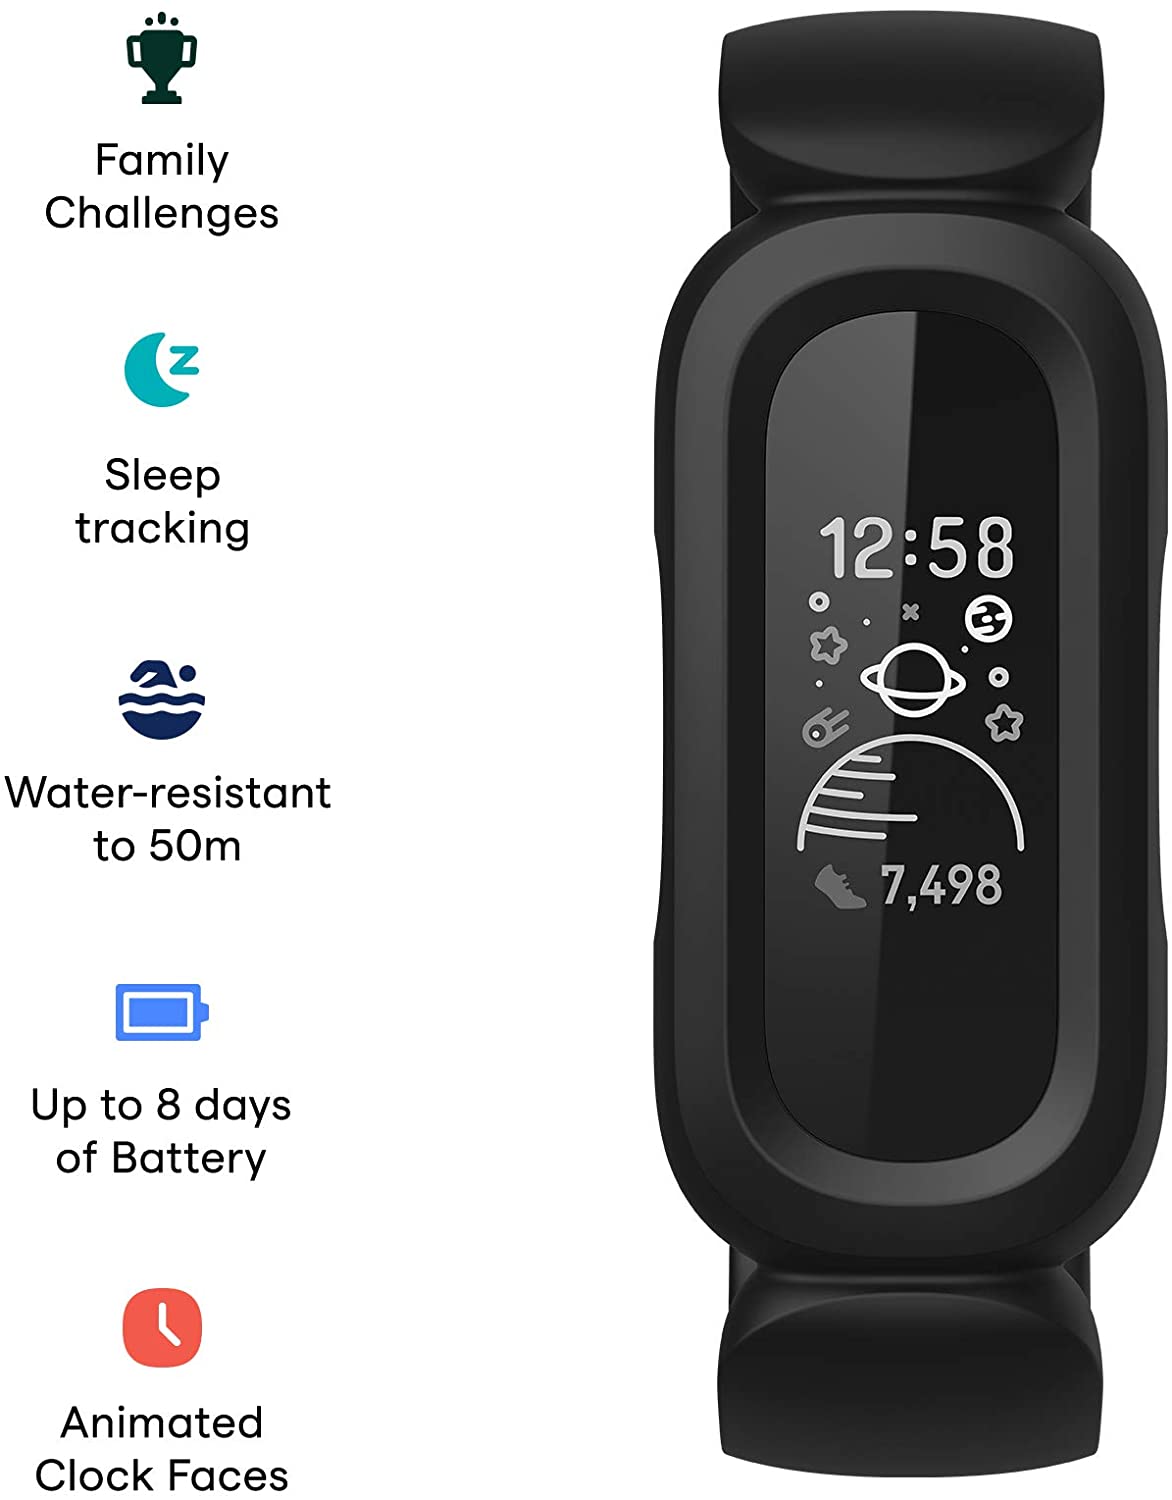 Family
Challenges
Sleep
tracking
Water-resistant
to 50m
Up to 8 days
of Battery
Animated
Clock Faces
12:58
7,498